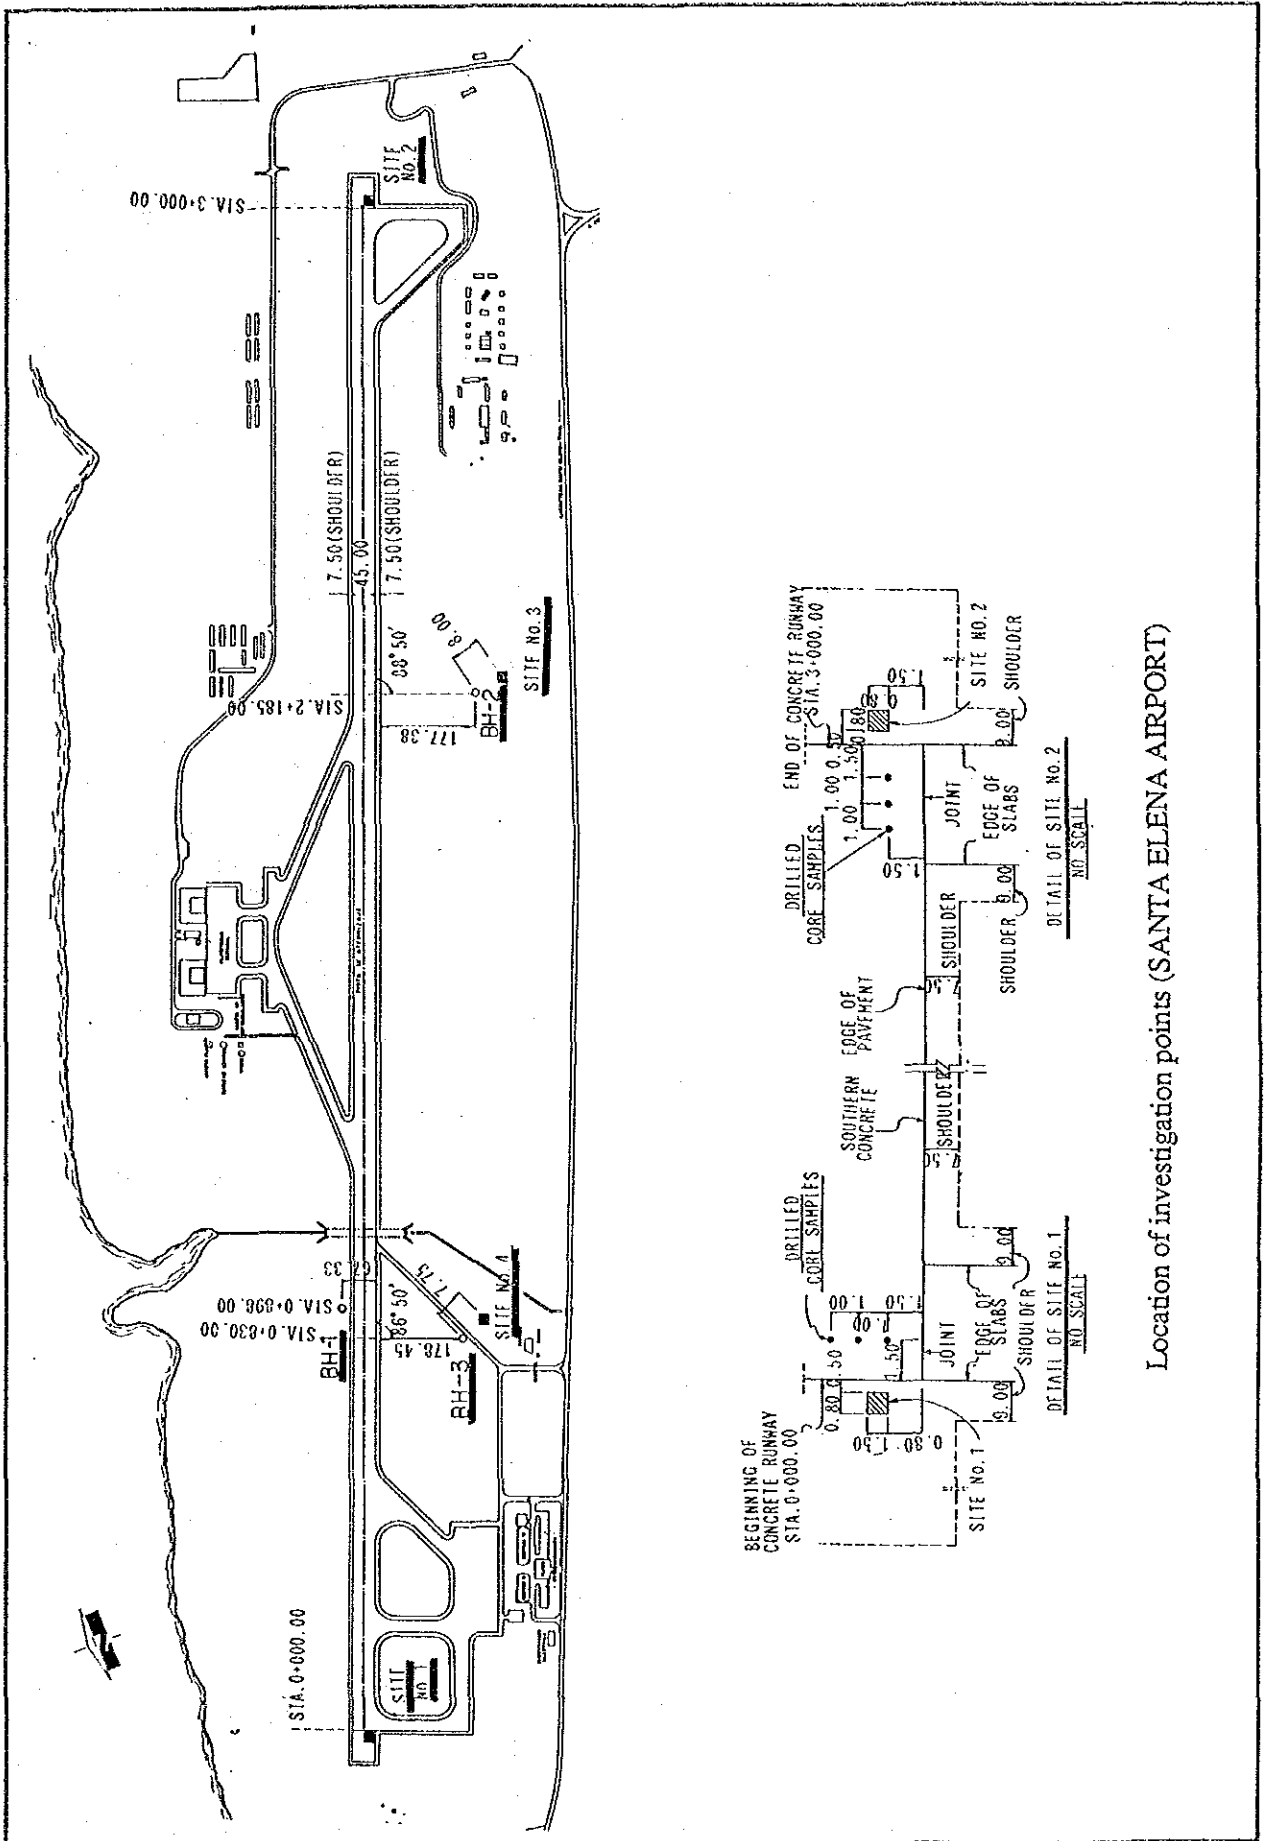 STA.0+000.00
SITE
NO 1
STA.0+830.00
STA.0+898.00
BH-1
67.33
86°50'
178.45
BH-3
7.75
SITE No.4
STA.2+185.00
177.38
88°50'
8.00
BH-2
SITE No.3
7.50(SHOULDER)
45.00
7.50(SHOULDER)
STA.3+000.00
SITE
No.2
BEGINNING OF
CONCRETE RUNWAY
STA.0+000.00
SITE No.1
0.80
0.50
1.50
0.80
1.50
DRILLED
CORE SAMPLES
1.00
1.50
JOINT
EDGE OF
SLABS
SHOULDER
9.00
9.00
DETAIL OF SITE No.1
NO SCALE
SOUTHERN EDGE OF
CONCRETE PAVEMENT
7.50
SHOULDER
7.50
SHOULDER
DRILLED
CORE SAMPLES
1.00
1.00
1.50
0.50
0.80
1.50
END OF CONCRETE RUNWAY
STA.3+000.00
0.80
1.50
SITE NO.2
SHOULDER
9.00
JOINT
EDGE OF
SLABS
SHOULDER
9.00
DETAIL OF SITE No.2
NO SCALE
Location of investigation points (SANTA ELENA AIRPORT)